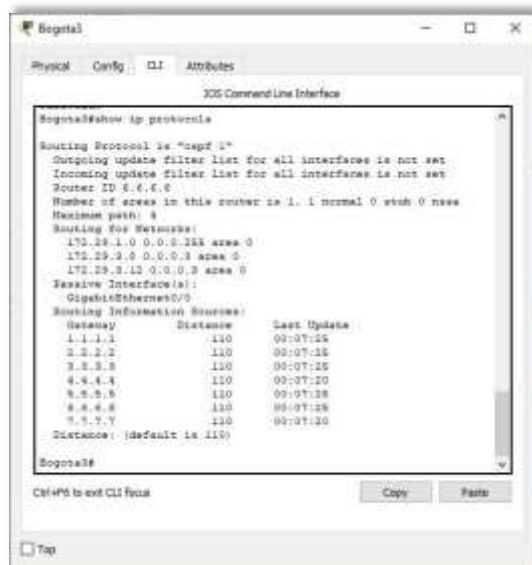 Bogota3
Physical Config CLI Attributes
IOS Command Line Interface
Bogota3#show ip protocols
Routing Protocol is "ospf 1"
Outgoing update filter list for all interfaces is not set
Incoming update filter list for all interfaces is not set
Router ID 6.6.6.6
Number of areas in this router is 1. 1 normal 0 stub 0 nssa
Maximum path: 4
Routing for Networks:
172.29.1.0 0.0.0.255 area 0
172.29.3.8 0.0.0.3 area 0
172.29.3.12 0.0.0.3 area 0
Passive Interface(s):
GigabitEthernet0/0
Routing Information Sources:
Gateway Distance Last Update
1.1.1.1 110 00:07:25
2.2.2.2 110 00:07:25
3.3.3.3 110 00:07:25
4.4.4.4 110 00:07:20
5.5.5.5 110 00:07:25
6.6.6.6 110 00:07:25
7.7.7.7 110 00:07:20
Distance: (default is 110)
Bogota3#
Ctrl+F6 to exit CLI focus
Copy Paste
Top